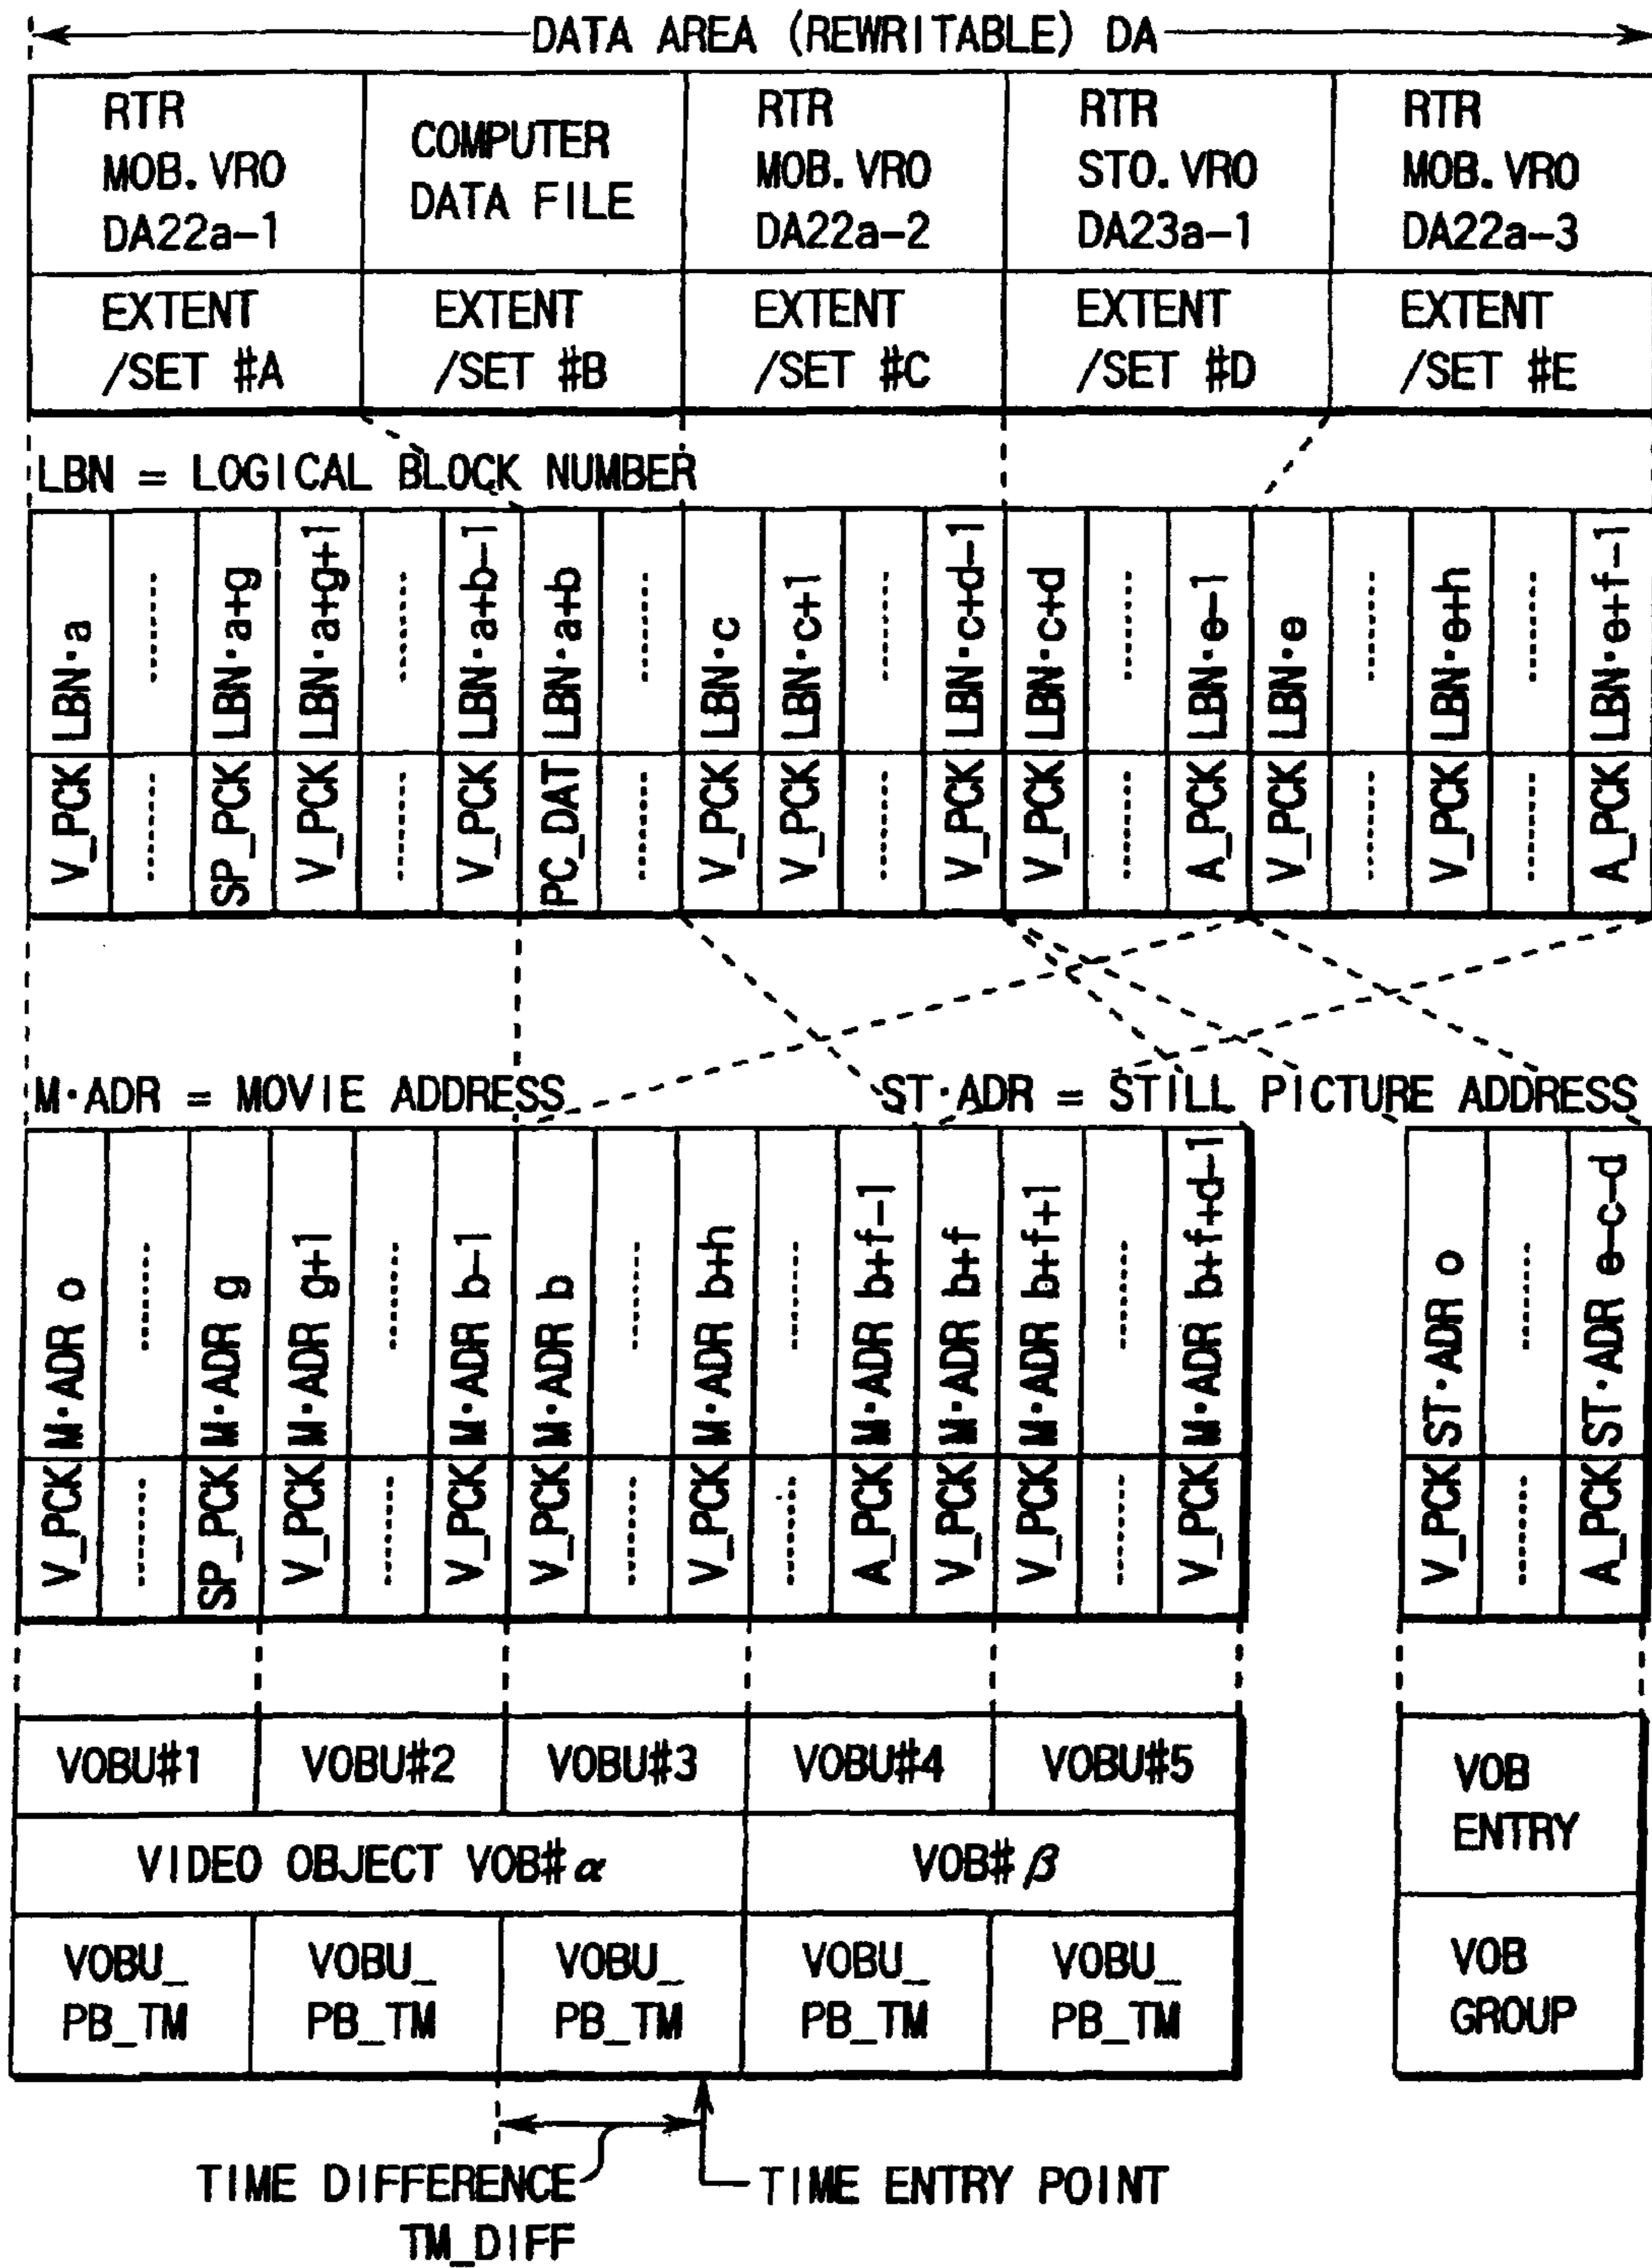 DATA AREA (REWRITABLE) DA
RTR
MOB.VRO
DA22a-1
COMPUTER
DATA FILE
RTR
MOB.VRO
DA22a-2
RTR
STO.VRO
DA23a-1
RTR
MOB.VRO
DA22a-3
EXTENT
/SET #A
EXTENT
/SET #B
EXTENT
/SET #C
EXTENT
/SET #D
EXTENT
/SET #E
LBN = LOGICAL BLOCK NUMBER
V_PCK LBN·a
SP_PCK LBN·a+g
V_PCK LBN·a+g+1
V_PCK LBN·a+b-1
PC_DAT LBN·a+b
V_PCK LBN·c
V_PCK LBN·c+1
V_PCK LBN·c+d-1
V_PCK LBN·c+d
A_PCK LBN·e-1
V_PCK LBN·e
V_PCK LBN·e+h
A_PCK LBN·e+f-1
M·ADR = MOVIE ADDRESS
ST·ADR = STILL PICTURE ADDRESS
V_PCK M·ADR o
SP_PCK M·ADR g
V_PCK M·ADR g+1
V_PCK M·ADR b-1
V_PCK M·ADR b
V_PCK M·ADR b+h
A_PCK M·ADR b+f-1
V_PCK M·ADR b+f
V_PCK M·ADR b+f+1
V_PCK M·ADR b+f+d-1
V_PCK ST·ADR o
A_PCK ST·ADR e-c-d
VOBU#1
VOBU#2
VOBU#3
VOBU#4
VOBU#5
VIDEO OBJECT VOB#α
VOB#β
VOBU_
PB_TM
VOBU_
PB_TM
VOBU_
PB_TM
VOBU_
PB_TM
VOBU_
PB_TM
VOB
ENTRY
VOB
GROUP
TIME DIFFERENCE
TM_DIFF
TIME ENTRY POINT